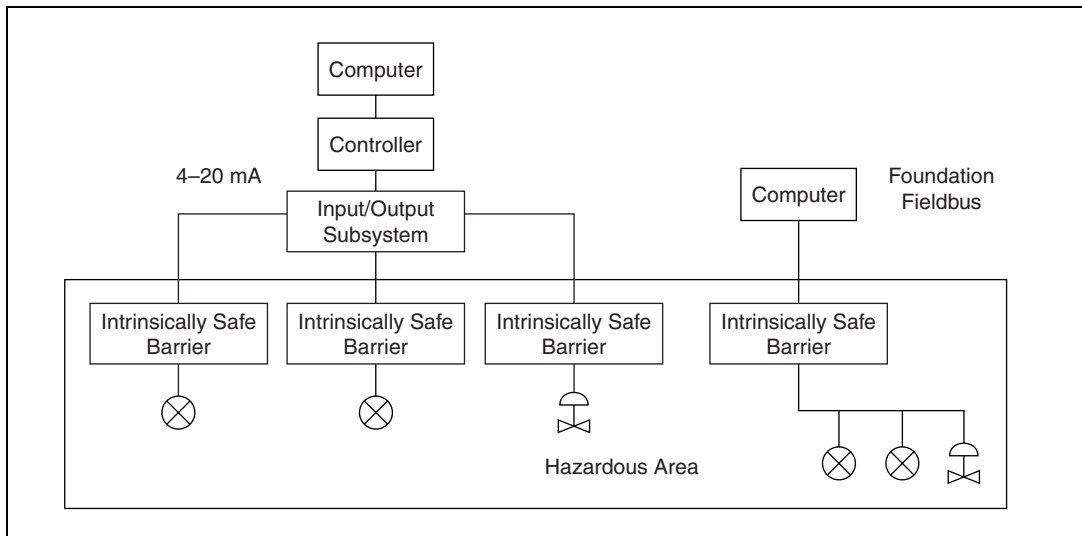 Computer
Controller
4–20 mA
Input/Output
Subsystem
Computer
Foundation
Fieldbus
Intrinsically Safe
Barrier
Intrinsically Safe
Barrier
Intrinsically Safe
Barrier
Intrinsically Safe
Barrier
Hazardous Area